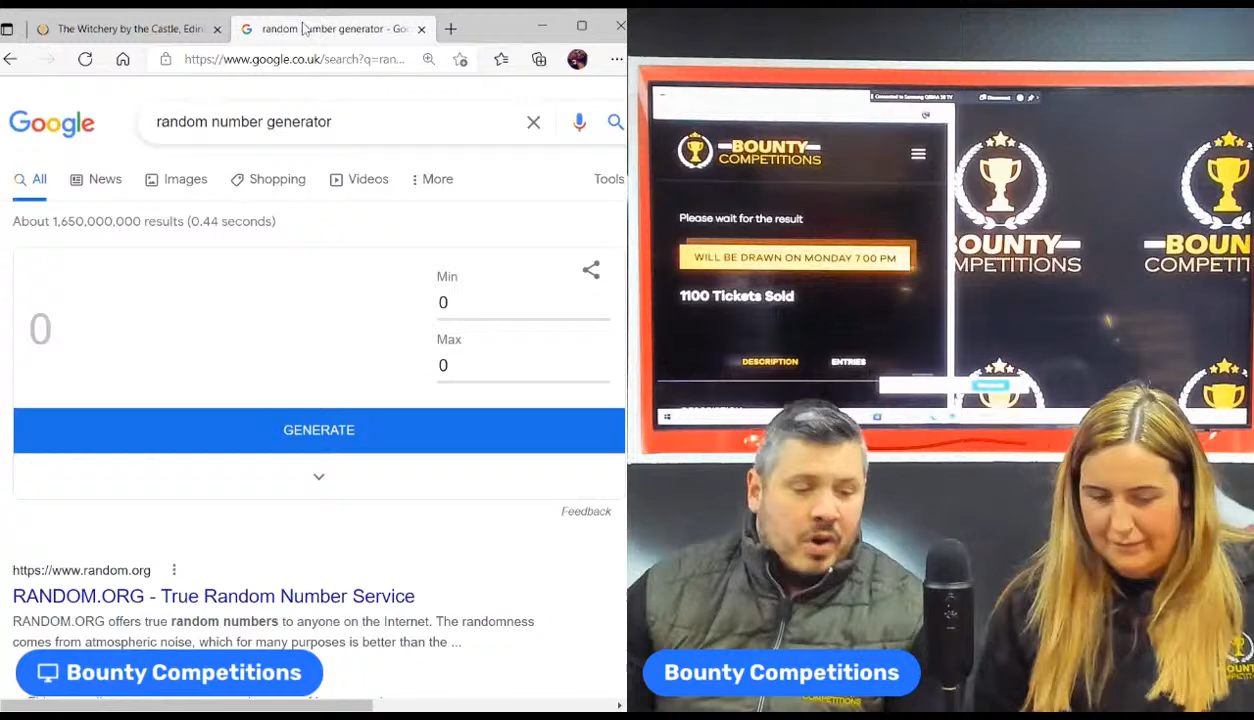 The Witchery by the Castle, Edin
random number generator - Goo
https://www.google.co.uk/search?q=ran...
Google
random number generator
All
News
Images
Shopping
Videos
More
Tools
About 1,650,000,000 results (0.44 seconds)
0
Min
0
Max
0
GENERATE
Feedback
https://www.random.org
RANDOM.ORG - True Random Number Service
RANDOM.ORG offers true random numbers to anyone on the Internet. The randomness
comes from atmospheric noise, which for many purposes is better than the ...
Bounty Competitions
BOUNTY
COMPETITIONS
Please wait for the result
WILL BE DRAWN ON MONDAY 7:00 PM
1100 Tickets Sold
DESCRIPTION
ENTRIES
BOUNTY
MPETITIONS
BOUN
COMPETIT
Bounty Competitions